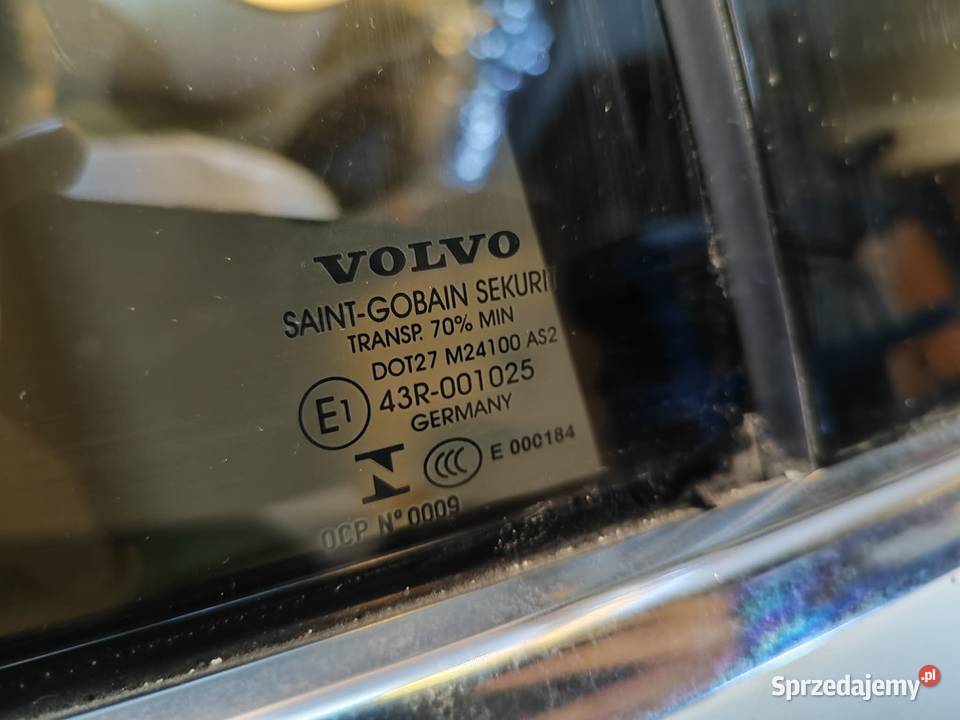 VOLVO
SAINT-GOBAIN SEKURIT
TRANSP. 70% MIN
DOT27 M24100 AS2
E1 43R-001025
GERMANY
CCC E 000184
OCP N° 0009
Sprzedajemy.pl